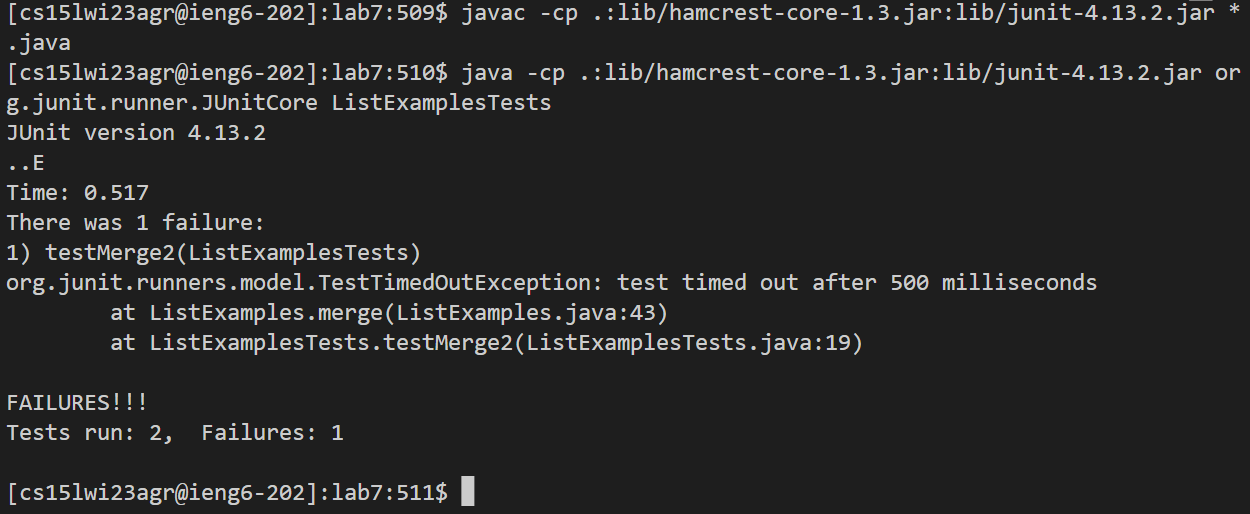 [cs15lwi23agr@ieng6-202]:lab7:509$ javac -cp .:lib/hamcrest-core-1.3.jar:lib/junit-4.13.2.jar *
.java
[cs15lwi23agr@ieng6-202]:lab7:510$ java -cp .:lib/hamcrest-core-1.3.jar:lib/junit-4.13.2.jar or
g.junit.runner.JUnitCore ListExamplesTests
JUnit version 4.13.2
..E
Time: 0.517
There was 1 failure:
1) testMerge2(ListExamplesTests)
org.junit.runners.model.TestTimedOutException: test timed out after 500 milliseconds
        at ListExamples.merge(ListExamples.java:43)
        at ListExamplesTests.testMerge2(ListExamplesTests.java:19)

FAILURES!!!
Tests run: 2,  Failures: 1

[cs15lwi23agr@ieng6-202]:lab7:511$